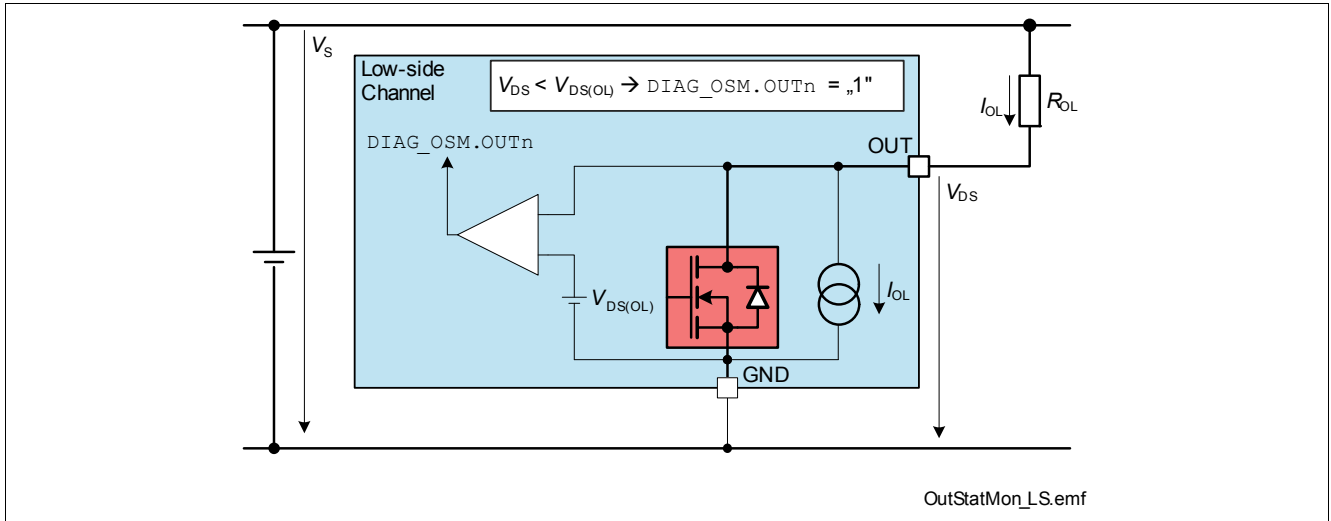 VS
Low-side
Channel
VDS < VDS(OL) → DIAG_OSM.OUTn = „1"
IOL
ROL
DIAG_OSM.OUTn
OUT
VDS
VDS(OL)
IOL
GND
OutStatMon_LS.emf